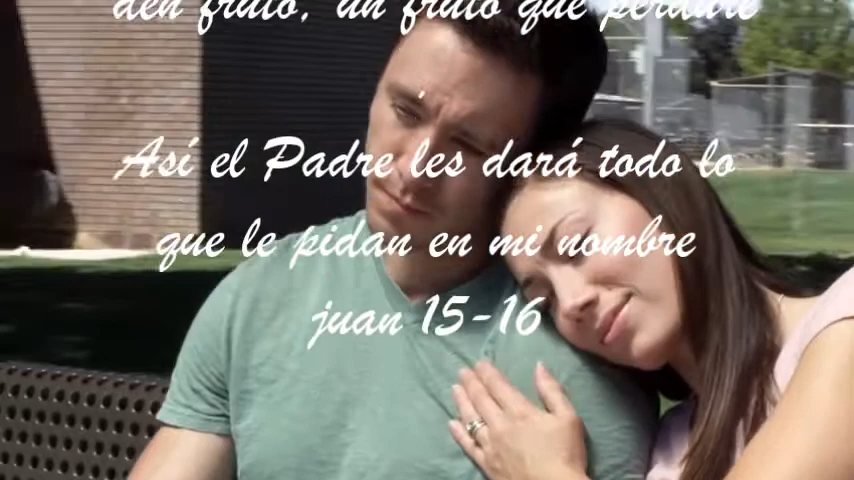 den fruto, un fruto que perdure
.
Así el Padre les dará todo lo
que le pidan en mi nombre
juan 15-16